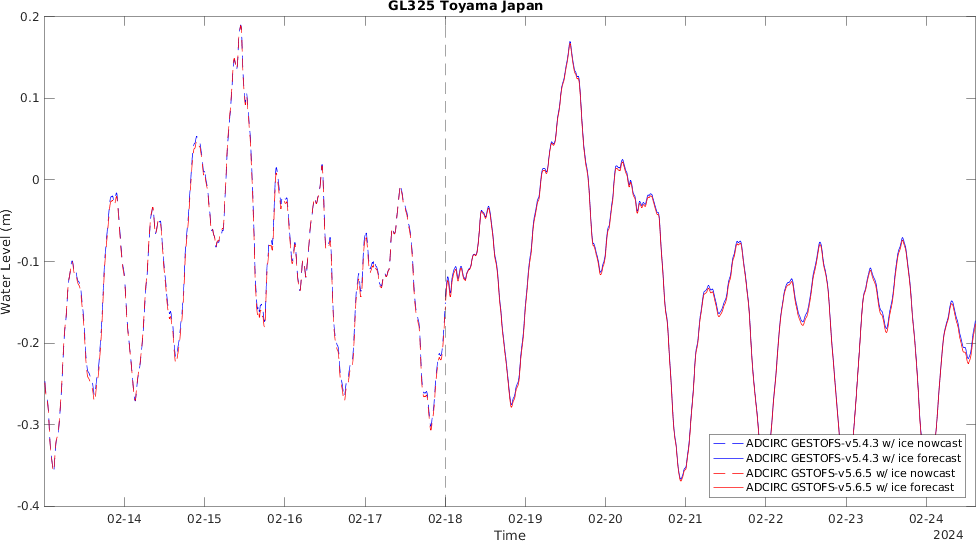 GL325 Toyama Japan
0.2
0.1
0
-0.1
-0.2
-0.3
-0.4
Water Level (m)
02-14 02-15 02-16 02-17 02-18 02-19 02-20 02-21 02-22 02-23 02-24
Time
2024
ADCIRC GESTOFS-v5.4.3 w/ ice nowcast
ADCIRC GESTOFS-v5.4.3 w/ ice forecast
ADCIRC GSTOFS-v5.6.5 w/ ice nowcast
ADCIRC GSTOFS-v5.6.5 w/ ice forecast